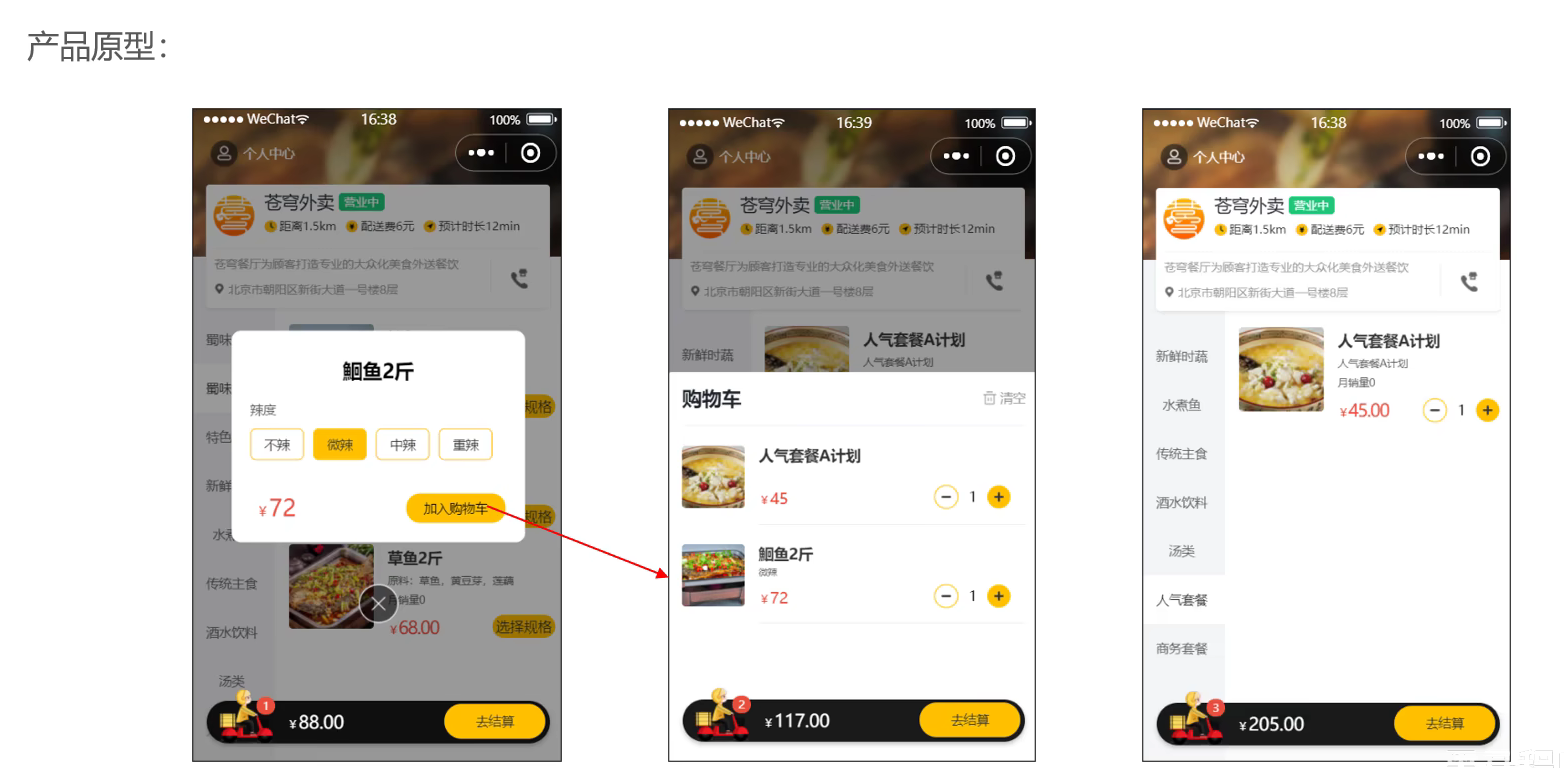 产品原型：
WeChat 16:38 100%
个人中心
苍穹外卖 营业中
距离1.5km 配送费6元 预计时长12min
苍穹餐厅为顾客打造专业的大众化美食外送餐饮
北京市朝阳区新街大道一号楼8层
蜀味
蜀味
特色
新鲜
水煮
传统主食
酒水饮料
汤类
规格
规格
鮰鱼2斤
辣度
不辣 微辣 中辣 重辣
¥72 加入购物车
草鱼2斤
原料：草鱼，黄豆芽，莲藕
月销量0
¥68.00 选择规格
1 ¥88.00 去结算
WeChat 16:39 100%
个人中心
苍穹外卖 营业中
距离1.5km 配送费6元 预计时长12min
苍穹餐厅为顾客打造专业的大众化美食外送餐饮
北京市朝阳区新街大道一号楼8层
新鲜时蔬
人气套餐A计划
人气套餐A计划
购物车 清空
人气套餐A计划
¥45 1
鮰鱼2斤
微辣
¥72 1
2 ¥117.00 去结算
WeChat 16:38 100%
个人中心
苍穹外卖 营业中
距离1.5km 配送费6元 预计时长12min
苍穹餐厅为顾客打造专业的大众化美食外送餐饮
北京市朝阳区新街大道一号楼8层
新鲜时蔬
水煮鱼
传统主食
酒水饮料
汤类
人气套餐
商务套餐
人气套餐A计划
人气套餐A计划
月销量0
¥45.00 1
3 ¥205.00 去结算